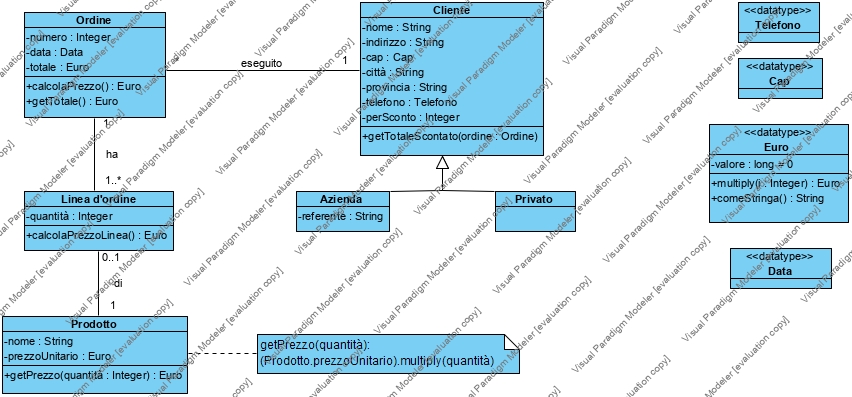 Ordine
-numero : Integer
-data : Data
-totale : Euro
+calcolaPrezzo() : Euro
+getTotale() : Euro
*
eseguito
1
Cliente
-nome : String
-indirizzo : String
-cap : Cap
-città : String
-provincia : String
-telefono : Telefono
-perSconto : Integer
+getTotaleScontato(ordine : Ordine)
<<datatype>>
Telefono
<<datatype>>
Cap
<<datatype>>
Euro
-valore : long = 0
+multiply(i : Integer) : Euro
+comeStringa() : String
<<datatype>>
Data
1
ha
1..*
Linea d'ordine
-quantità : Integer
+calcolaPrezzoLinea() : Euro
Azienda
-referente : String
Privato
0..1
di
1
Prodotto
-nome : String
-prezzoUnitario : Euro
+getPrezzo(quantità : Integer) : Euro
getPrezzo(quantità):
(Prodotto.prezzoUnitario).multiply(quantità)
Visual Paradigm Modeler [evaluation copy]